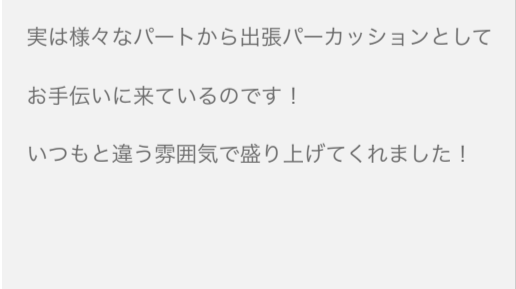 実は様々なパートから出張パーカッションとして
お手伝いに来ているのです！
いつもと違う雰囲気で盛り上げてくれました！